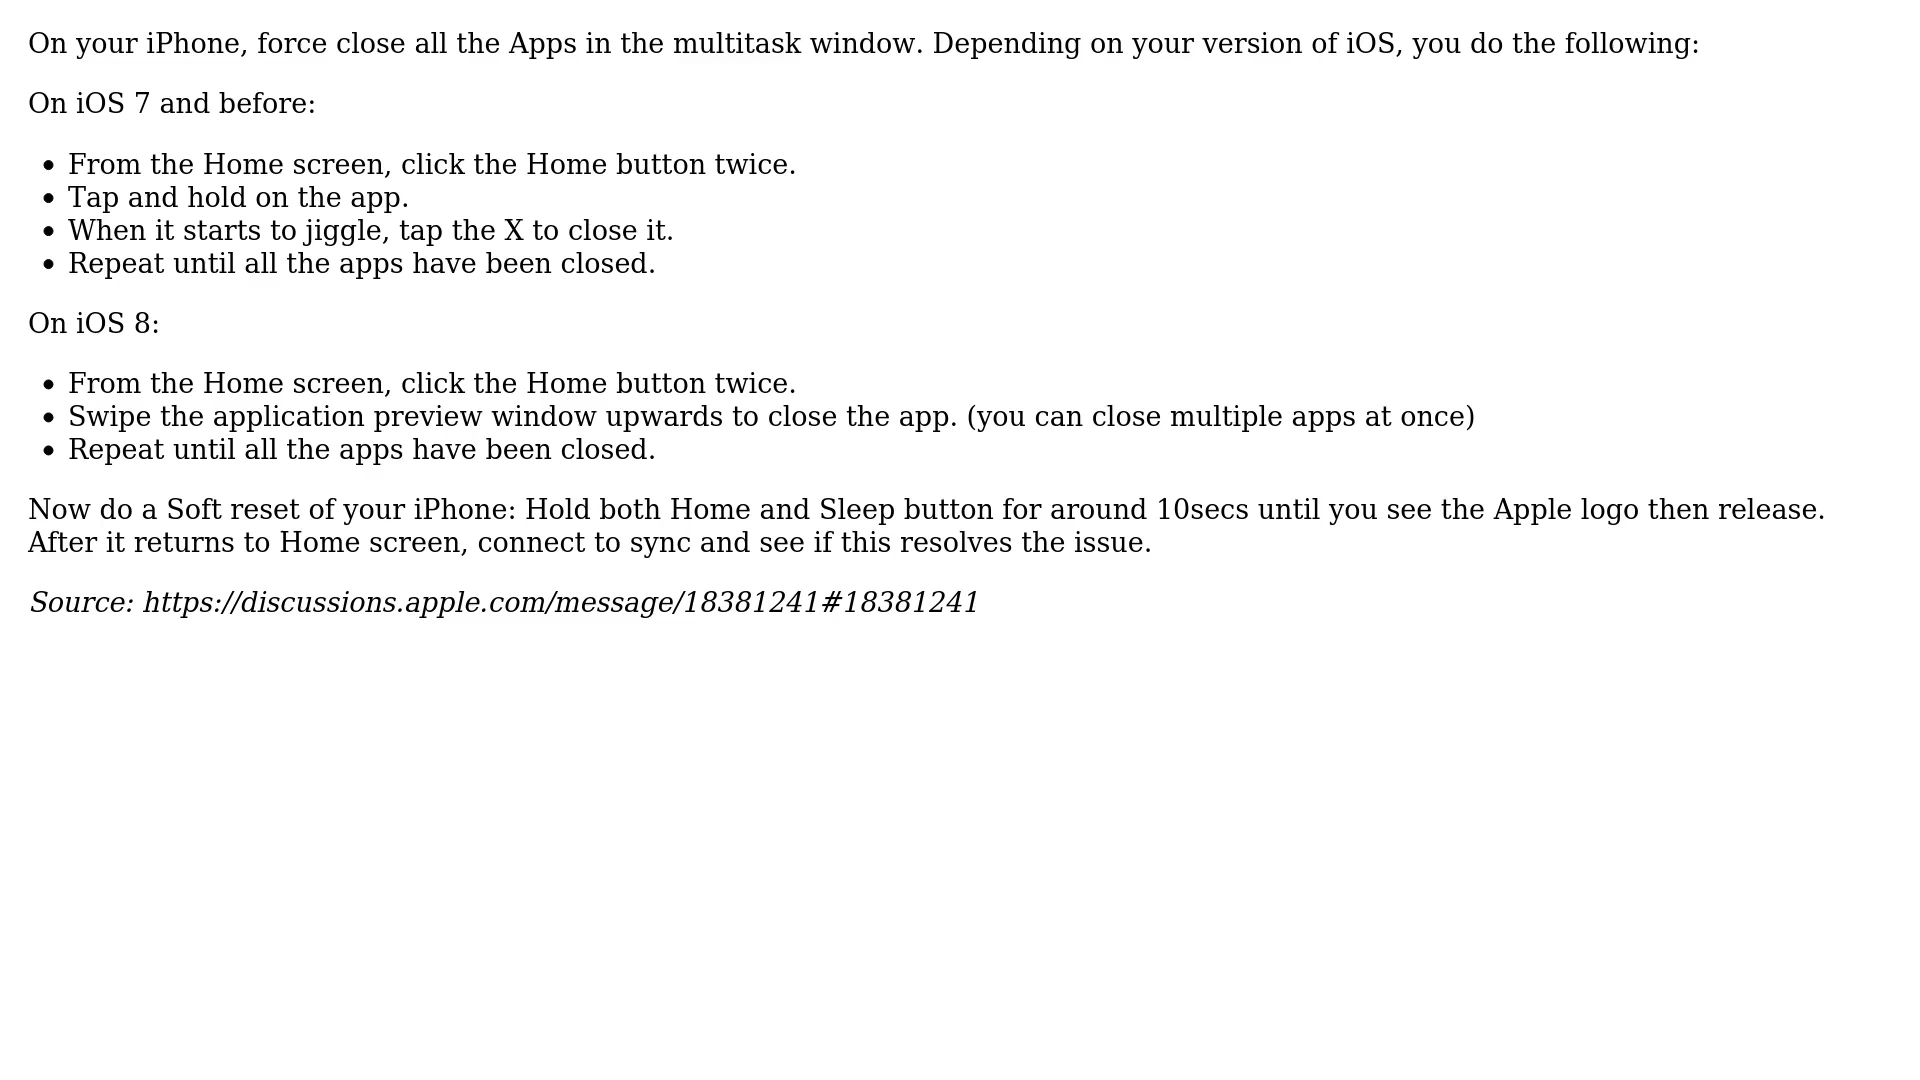 On your iPhone, force close all the Apps in the multitask window. Depending on your version of iOS, you do the following:
On iOS 7 and before:
• From the Home screen, click the Home button twice.
• Tap and hold on the app.
• When it starts to jiggle, tap the X to close it.
• Repeat until all the apps have been closed.
On iOS 8:
• From the Home screen, click the Home button twice.
• Swipe the application preview window upwards to close the app. (you can close multiple apps at once)
• Repeat until all the apps have been closed.
Now do a Soft reset of your iPhone: Hold both Home and Sleep button for around 10secs until you see the Apple logo then release.
After it returns to Home screen, connect to sync and see if this resolves the issue.
Source: https://discussions.apple.com/message/18381241#18381241